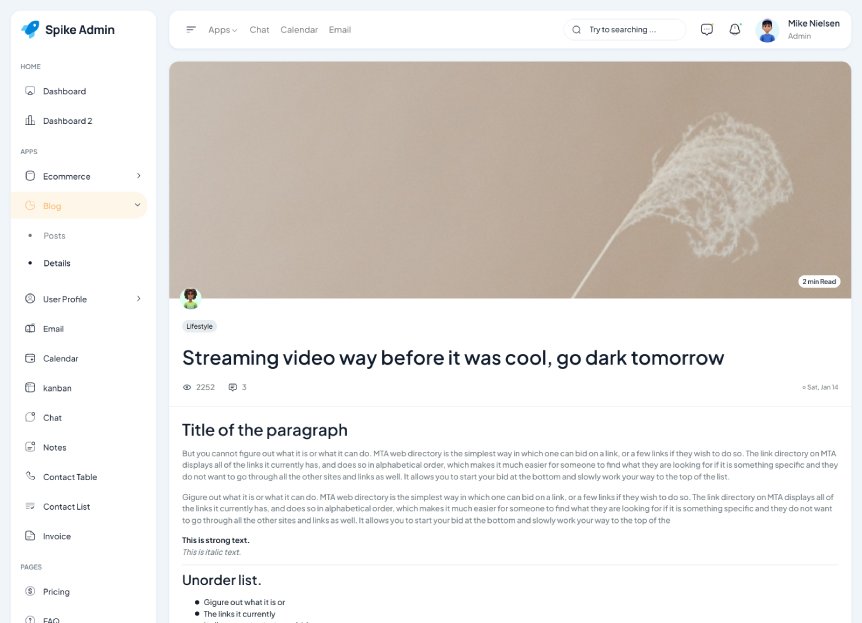 Spike Admin
HOME
Dashboard
Dashboard 2
APPS
Ecommerce
Blog
Posts
Details
User Profile
Email
Calendar
kanban
Chat
Notes
Contact Table
Contact List
Invoice
PAGES
Pricing
FAQ
Apps
Chat
Calendar
Email
Try to searching ...
Mike Nielsen
Admin
2 min Read
Lifestyle
Streaming video way before it was cool, go dark tomorrow
2252
3
Sat, Jan 14
Title of the paragraph
But you cannot figure out what it is or what it can do. MTA web directory is the simplest way in which one can bid on a link, or a few links if they wish to do so. The link directory on MTA
displays all of the links it currently has, and does so in alphabetical order, which makes it much easier for someone to find what they are looking for if it is something specific and they
do not want to go through all the other sites and links as well. It allows you to start your bid at the bottom and slowly work your way to the top of the list.
Gigure out what it is or what it can do. MTA web directory is the simplest way in which one can bid on a link, or a few links if they wish to do so. The link directory on MTA displays all of
the links it currently has, and does so in alphabetical order, which makes it much easier for someone to find what they are looking for if it is something specific and they do not want
to go through all the other sites and links as well. It allows you to start your bid at the bottom and slowly work your way to the top of the
This is strong text.
This is italic text.
Unorder list.
Gigure out what it is or
The links it currently